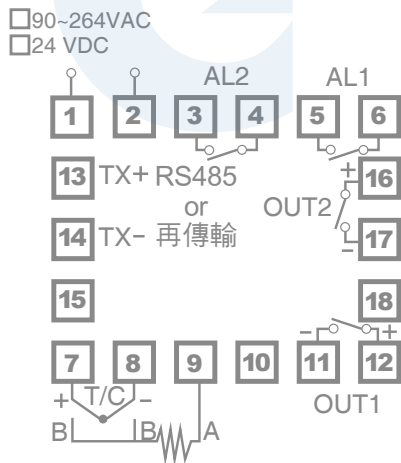 □90~264VAC
□24 VDC
AL2 AL1
1 2 3 4 5 6
13 TX+ RS485 + 16
or OUT2
14 TX- 再傳輸 - 17
15 18
- +
7 8 9 10 11 12
+ T/C - OUT1
B B A